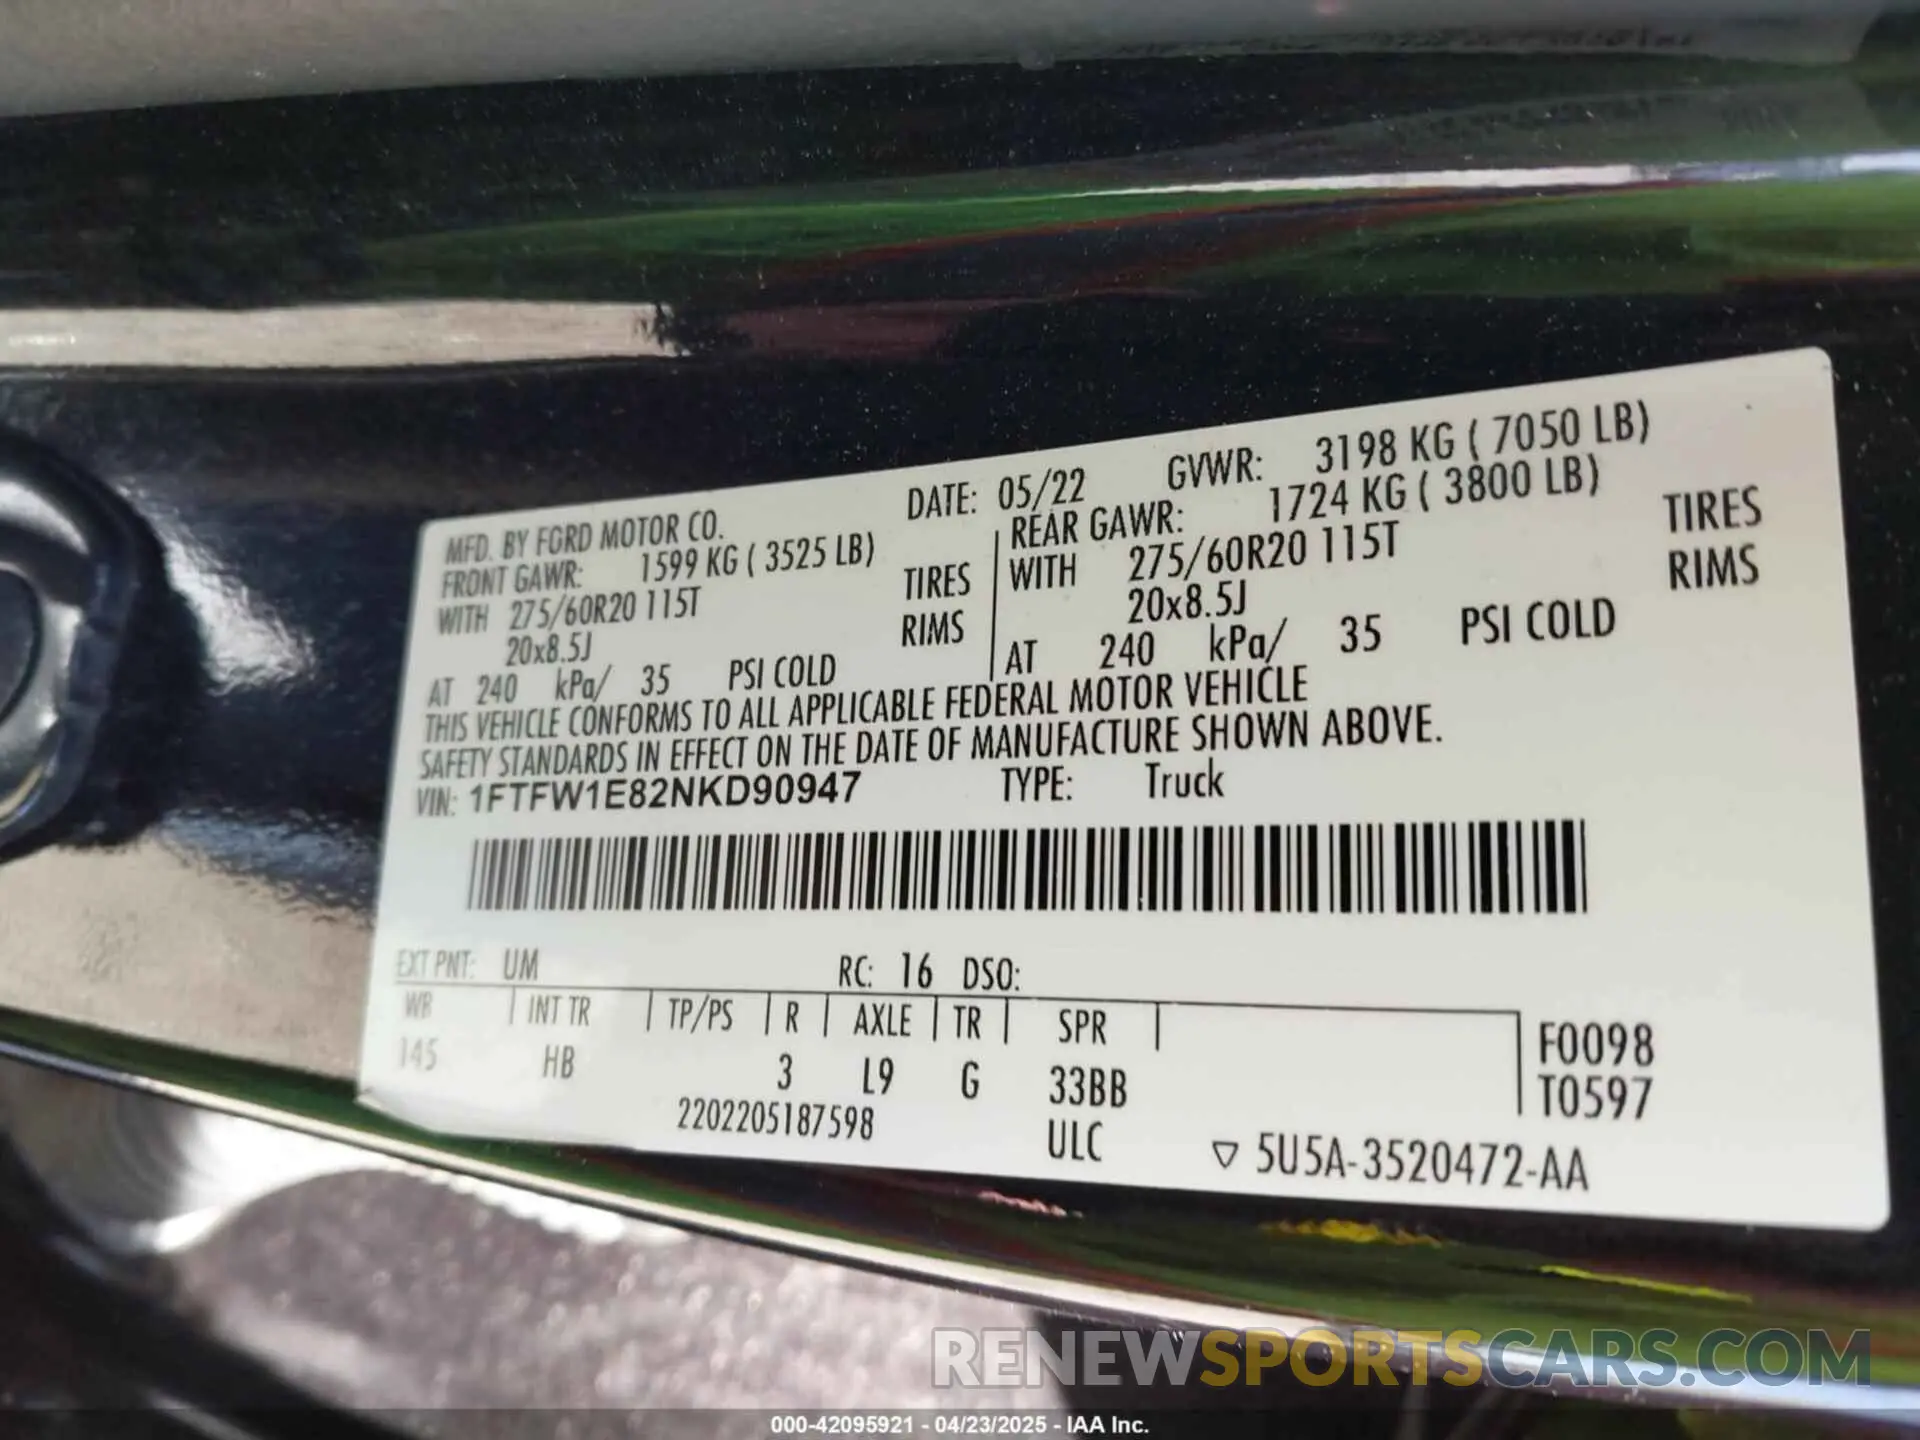 MFD. BY FORD MOTOR CO. DATE: 05/22 GVWR: 3198 KG ( 7050 LB)
FRONT GAWR: 1599 KG ( 3525 LB)
WITH 275/60R20 115T TIRES
20x8.5J RIMS
AT 240 kPa/ 35 PSI COLD
REAR GAWR: 1724 KG ( 3800 LB)
WITH 275/60R20 115T TIRES
20x8.5J RIMS
AT 240 kPa/ 35 PSI COLD
THIS VEHICLE CONFORMS TO ALL APPLICABLE FEDERAL MOTOR VEHICLE
SAFETY STANDARDS IN EFFECT ON THE DATE OF MANUFACTURE SHOWN ABOVE.
VIN: 1FTFW1E82NKD90947 TYPE: Truck
EXT PNT: UM RC: 16 DSO:
WB INT TR TP/PS R AXLE TR SPR
145 HB 3 L9 G 33BB
F0098
T0597
2202205187598 ULC ▽ 5U5A-3520472-AA
RENEWSPORTSCARS.COM
000-42095921 - 04/23/2025 - IAA Inc.